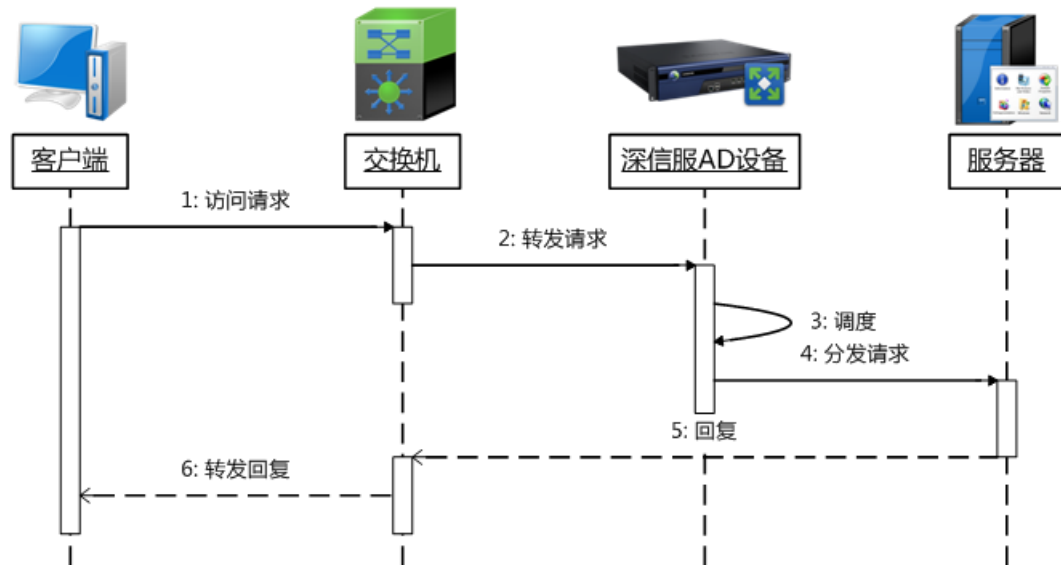 客户端
交换机
深信服AD设备
服务器
1: 访问请求
2: 转发请求
3: 调度
4: 分发请求
5: 回复
6: 转发回复